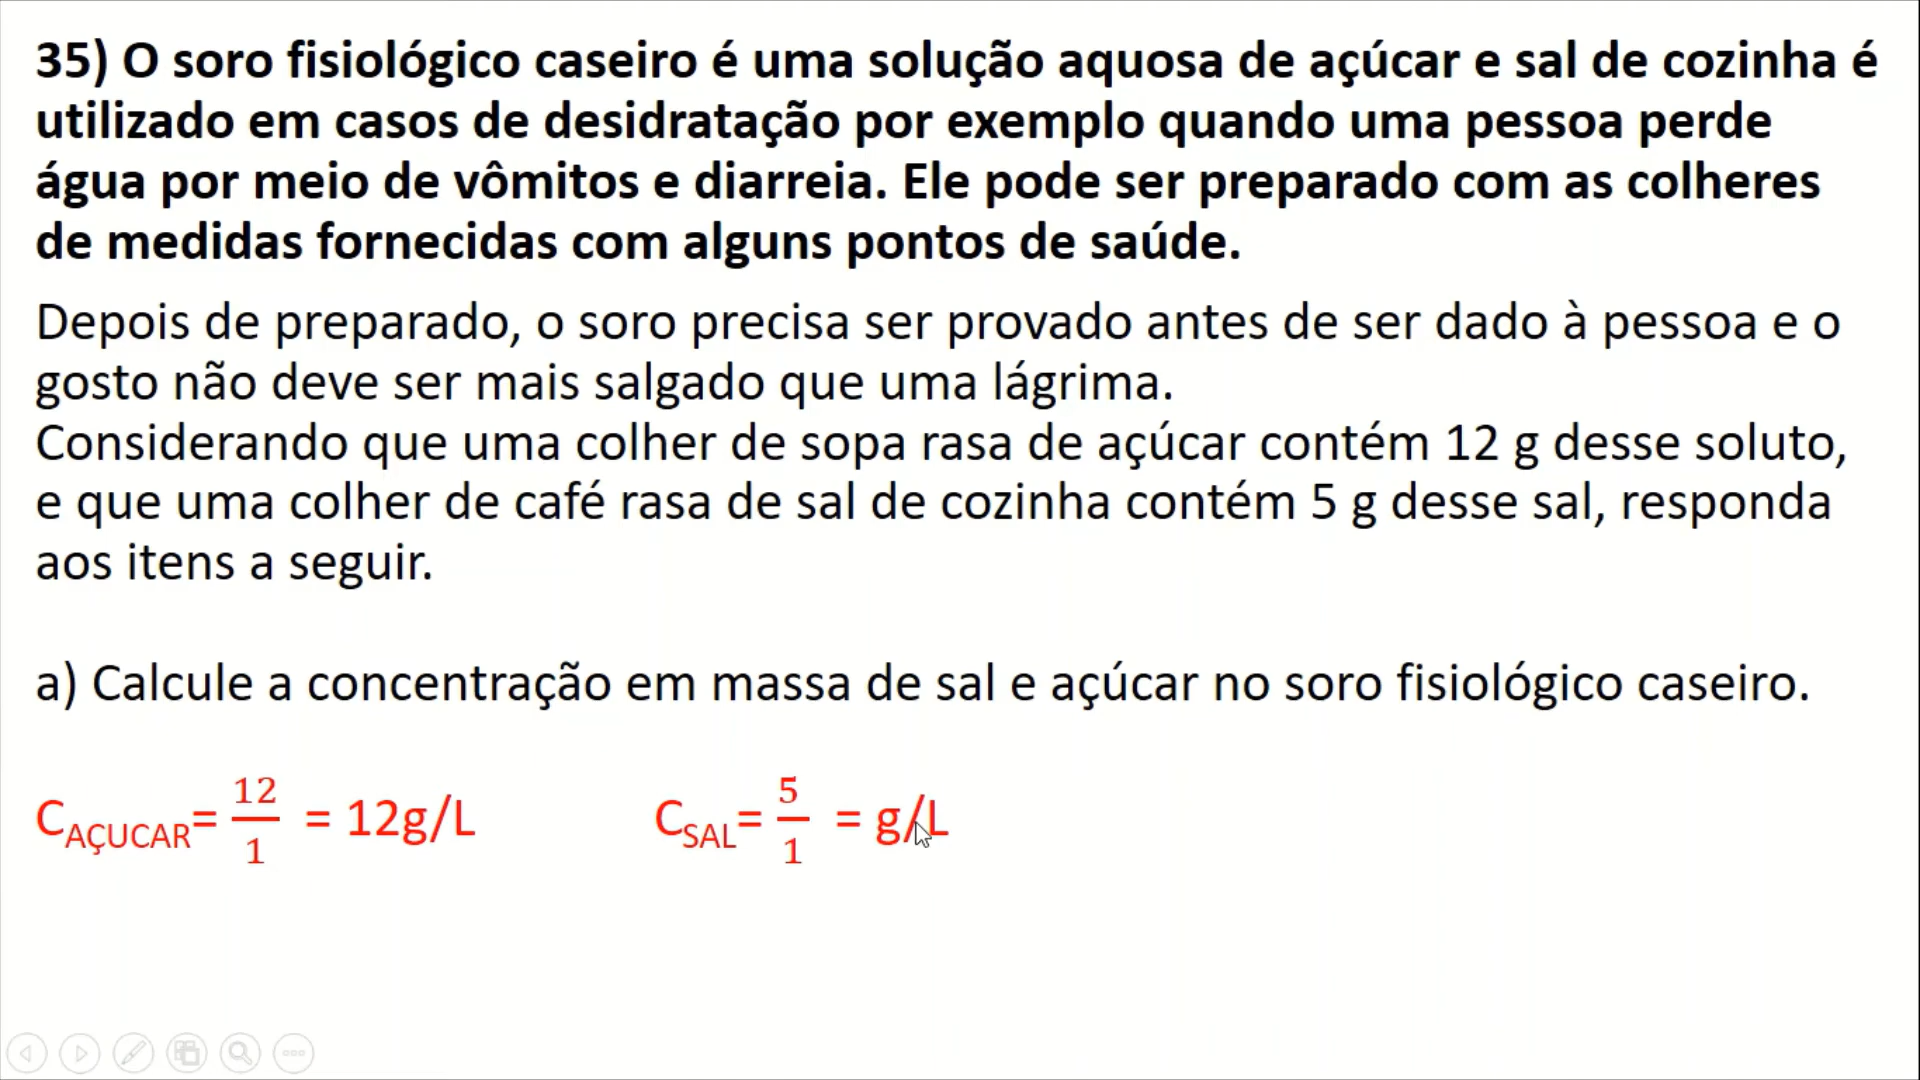 35) O soro fisiológico caseiro é uma solução aquosa de açúcar e sal de cozinha é
utilizado em casos de desidratação por exemplo quando uma pessoa perde
água por meio de vômitos e diarreia. Ele pode ser preparado com as colheres
de medidas fornecidas com alguns pontos de saúde.
Depois de preparado, o soro precisa ser provado antes de ser dado à pessoa e o
gosto não deve ser mais salgado que uma lágrima.
Considerando que uma colher de sopa rasa de açúcar contém 12 g desse soluto,
e que uma colher de café rasa de sal de cozinha contém 5 g desse sal, responda
aos itens a seguir.
a) Calcule a concentração em massa de sal e açúcar no soro fisiológico caseiro.
C_AÇUCAR = 12/1 = 12g/L C_SAL = 5/1 = g/L